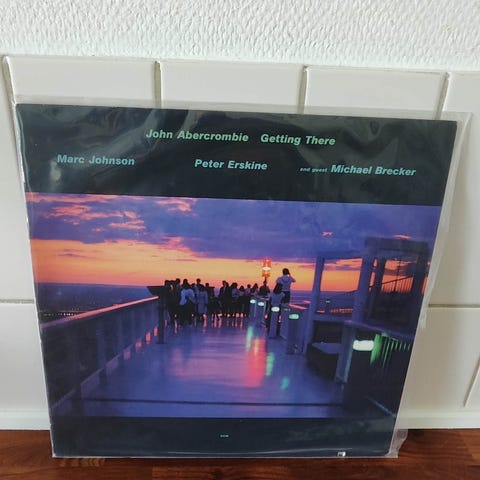 John Abercrombie Getting There
Marc Johnson Peter Erskine and guest Michael Brecker
ECM